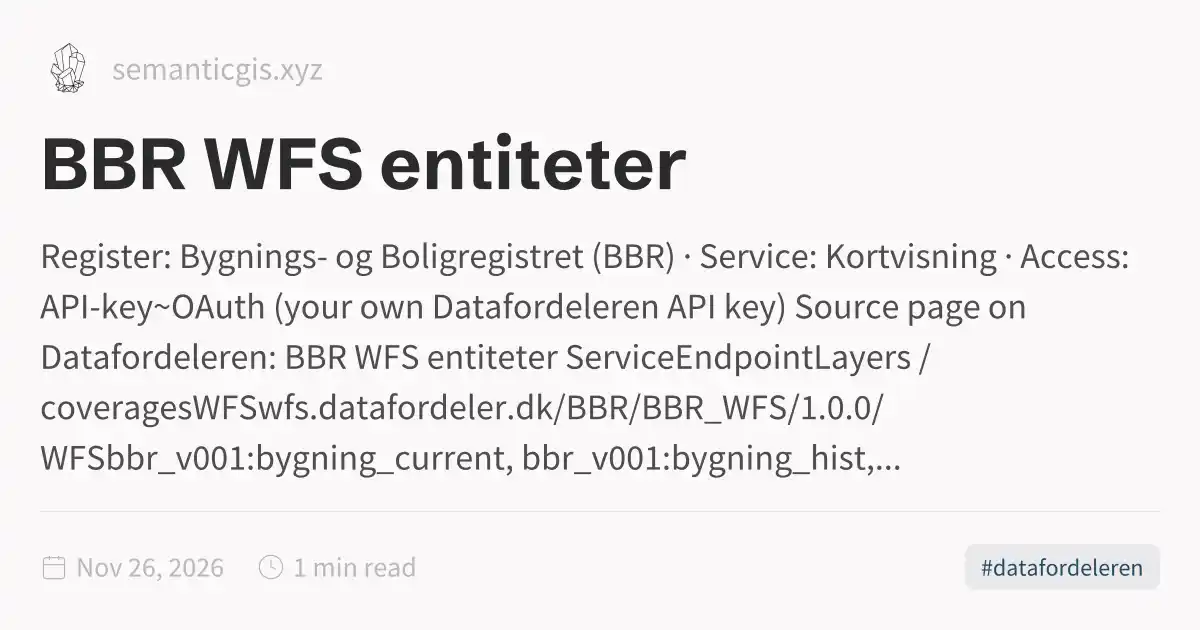 semanticgis.xyz
BBR WFS entiteter
Register: Bygnings- og Boligregistret (BBR) · Service: Kortvisning · Access:
API-key~OAuth (your own Datafordeleren API key) Source page on
Datafordeleren: BBR WFS entiteter ServiceEndpointLayers /
coveragesWFSwfs.datafordeler.dk/BBR/BBR_WFS/1.0.0/
WFSbbr_v001:bygning_current, bbr_v001:bygning_hist,...
Nov 26, 2026 1 min read #datafordeleren